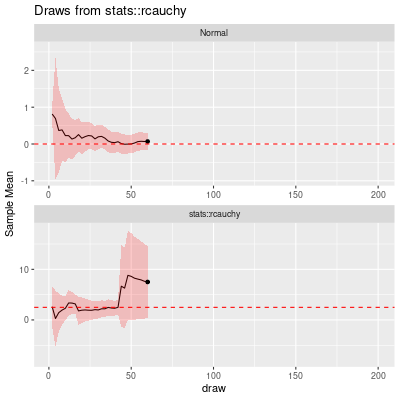 Draws from stats::rcauchy
Normal
2
1
0
-1
0 50 100 150 200
Sample Mean
stats::rcauchy
10
0
0 50 100 150 200
draw